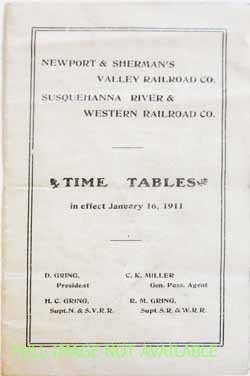 NEWPORT & SHERMAN'S
VALLEY RAILROAD CO.
SUSQUEHANNA RIVER &
WESTERN RAILROAD CO.
TIME TABLES
in effect January 16, 1911
D. GRING,
President
C. K. MILLER
Gen. Pass. Agent
H. C. GRING,
Supt. N. & S. V. R. R.
R. M. GRING,
Supt. S. R. & W. R. R.
FULL IMAGE NOT AVAILABLE